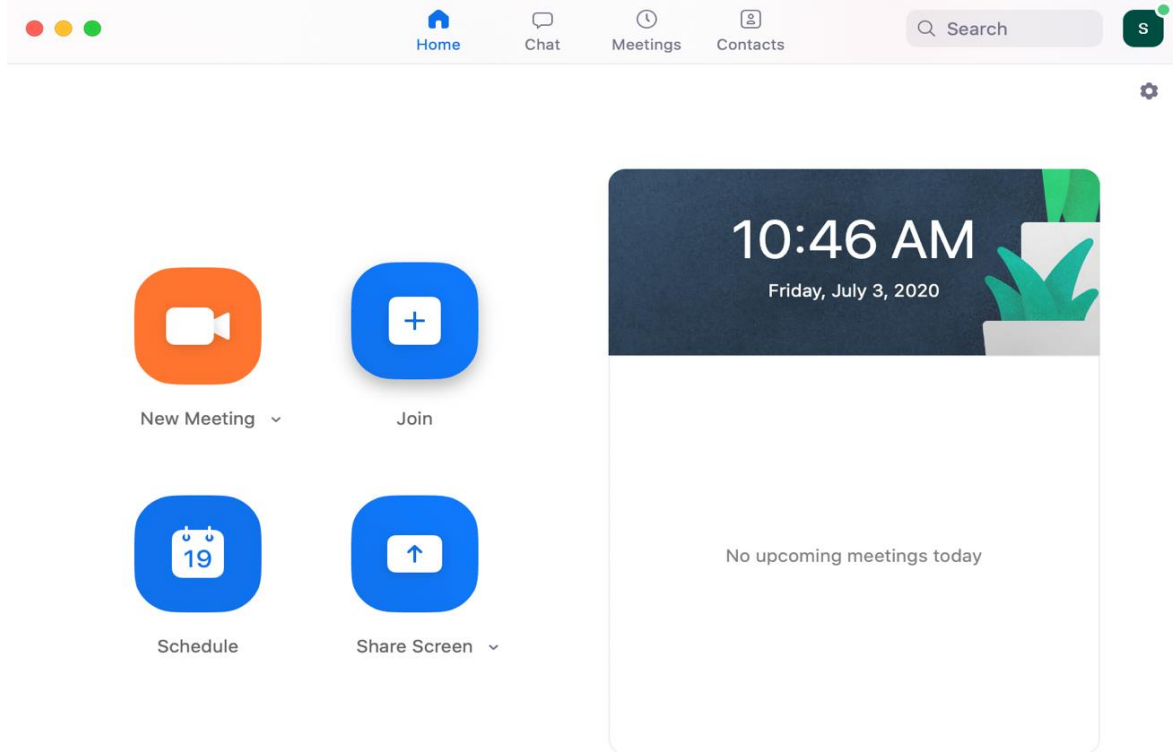 Home
Chat
Meetings
Contacts
Search
S
10:46 AM
Friday, July 3, 2020
New Meeting
Join
19
Schedule
Share Screen
No upcoming meetings today